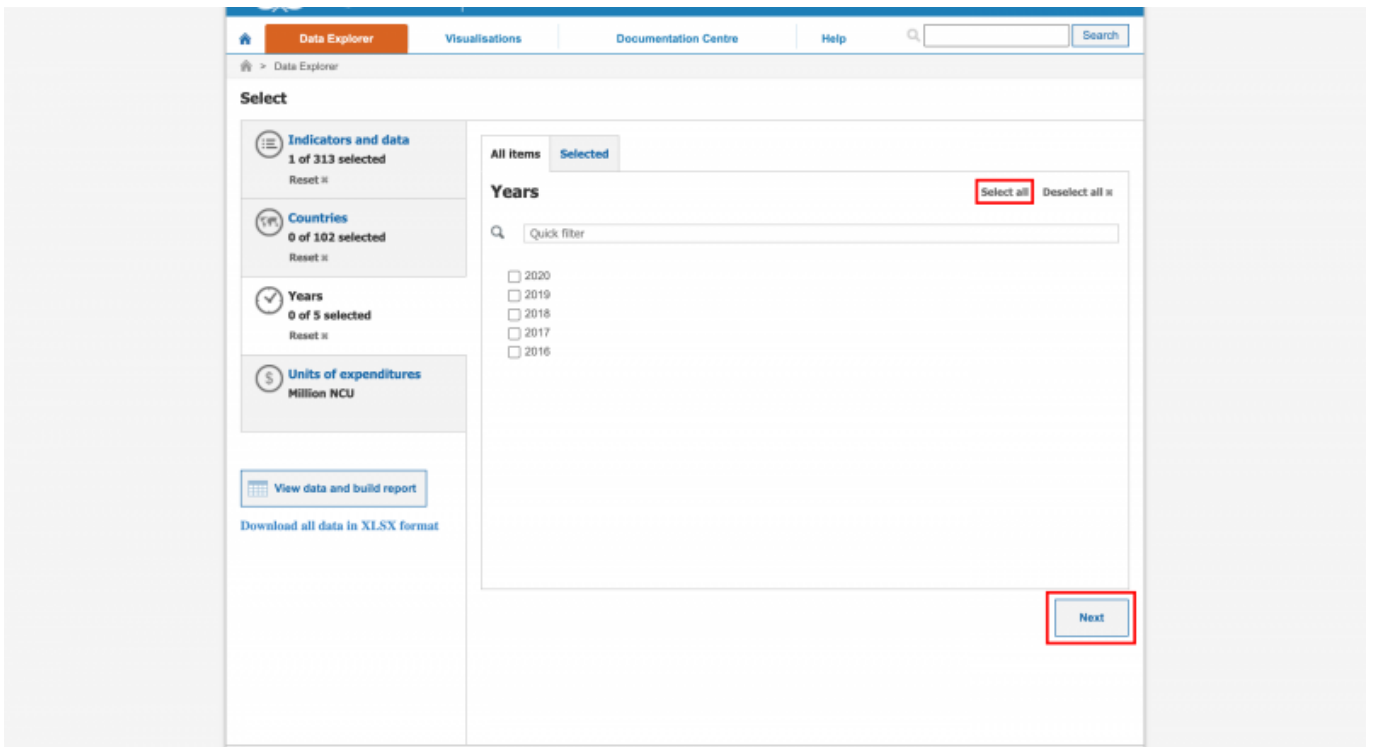 Data Explorer
Visualisations
Documentation Centre
Help
Search
> Data Explorer
Select
Indicators and data
1 of 313 selected
Reset ×
Countries
0 of 102 selected
Reset ×
Years
0 of 5 selected
Reset ×
Units of expenditures
Million NCU
View data and build report
Download all data in XLSX format
All items
Selected
Years
Select all
Deselect all ×
Quick filter
2020
2019
2018
2017
2016
Next